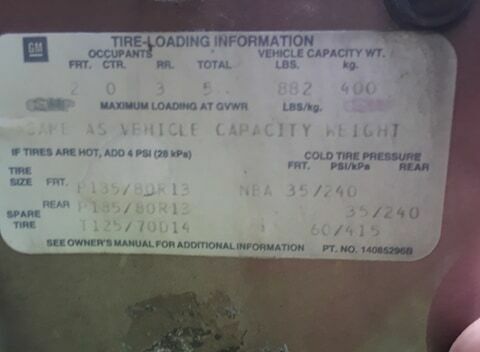 GM
TIRE-LOADING INFORMATION
OCCUPANTS VEHICLE CAPACITY WT.
FRT. CTR. RR. TOTAL LBS. kg.
2 0 3 5 882 400
MAXIMUM LOADING AT GVWR LBS/kg.
SAME AS VEHICLE CAPACITY WEIGHT
IF TIRES ARE HOT, ADD 4 PSI (28 kPa) COLD TIRE PRESSURE
TIRE FRT. PSI/kPa REAR
SIZE FRT. P185/80R13 NBA 35/240
REAR P185/80R13 35/240
SPARE
TIRE T125/70D14 60/415
SEE OWNER'S MANUAL FOR ADDITIONAL INFORMATION PT. NO. 14085296B